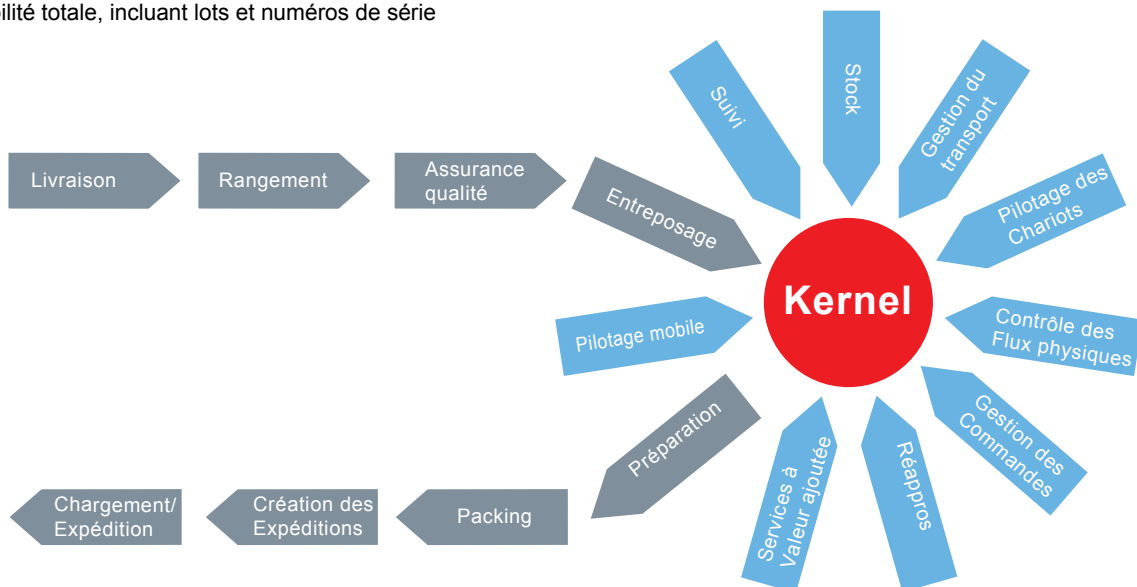 bilité totale, incluant lots et numéros de série
Suivi
Stock
Gestion du
transport
Livraison
Rangement
Assurance
qualité
Entreposage
Pilotage des
Chariots
Kernel
Pilotage mobile
Contrôle des
Flux physiques
Préparation
Gestion des
Commandes
Services à
Valeur ajoutée
Réappros
Chargement/
Expédition
Création des
Expéditions
Packing